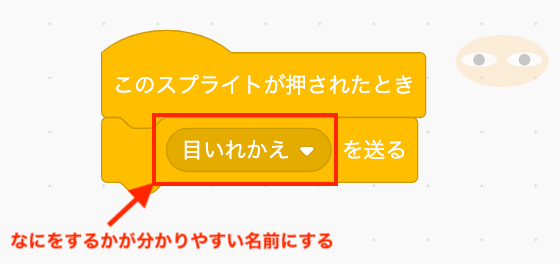 このスプライトが押されたとき
目いれかえ を送る
なにをするかが分かりやすい名前にする